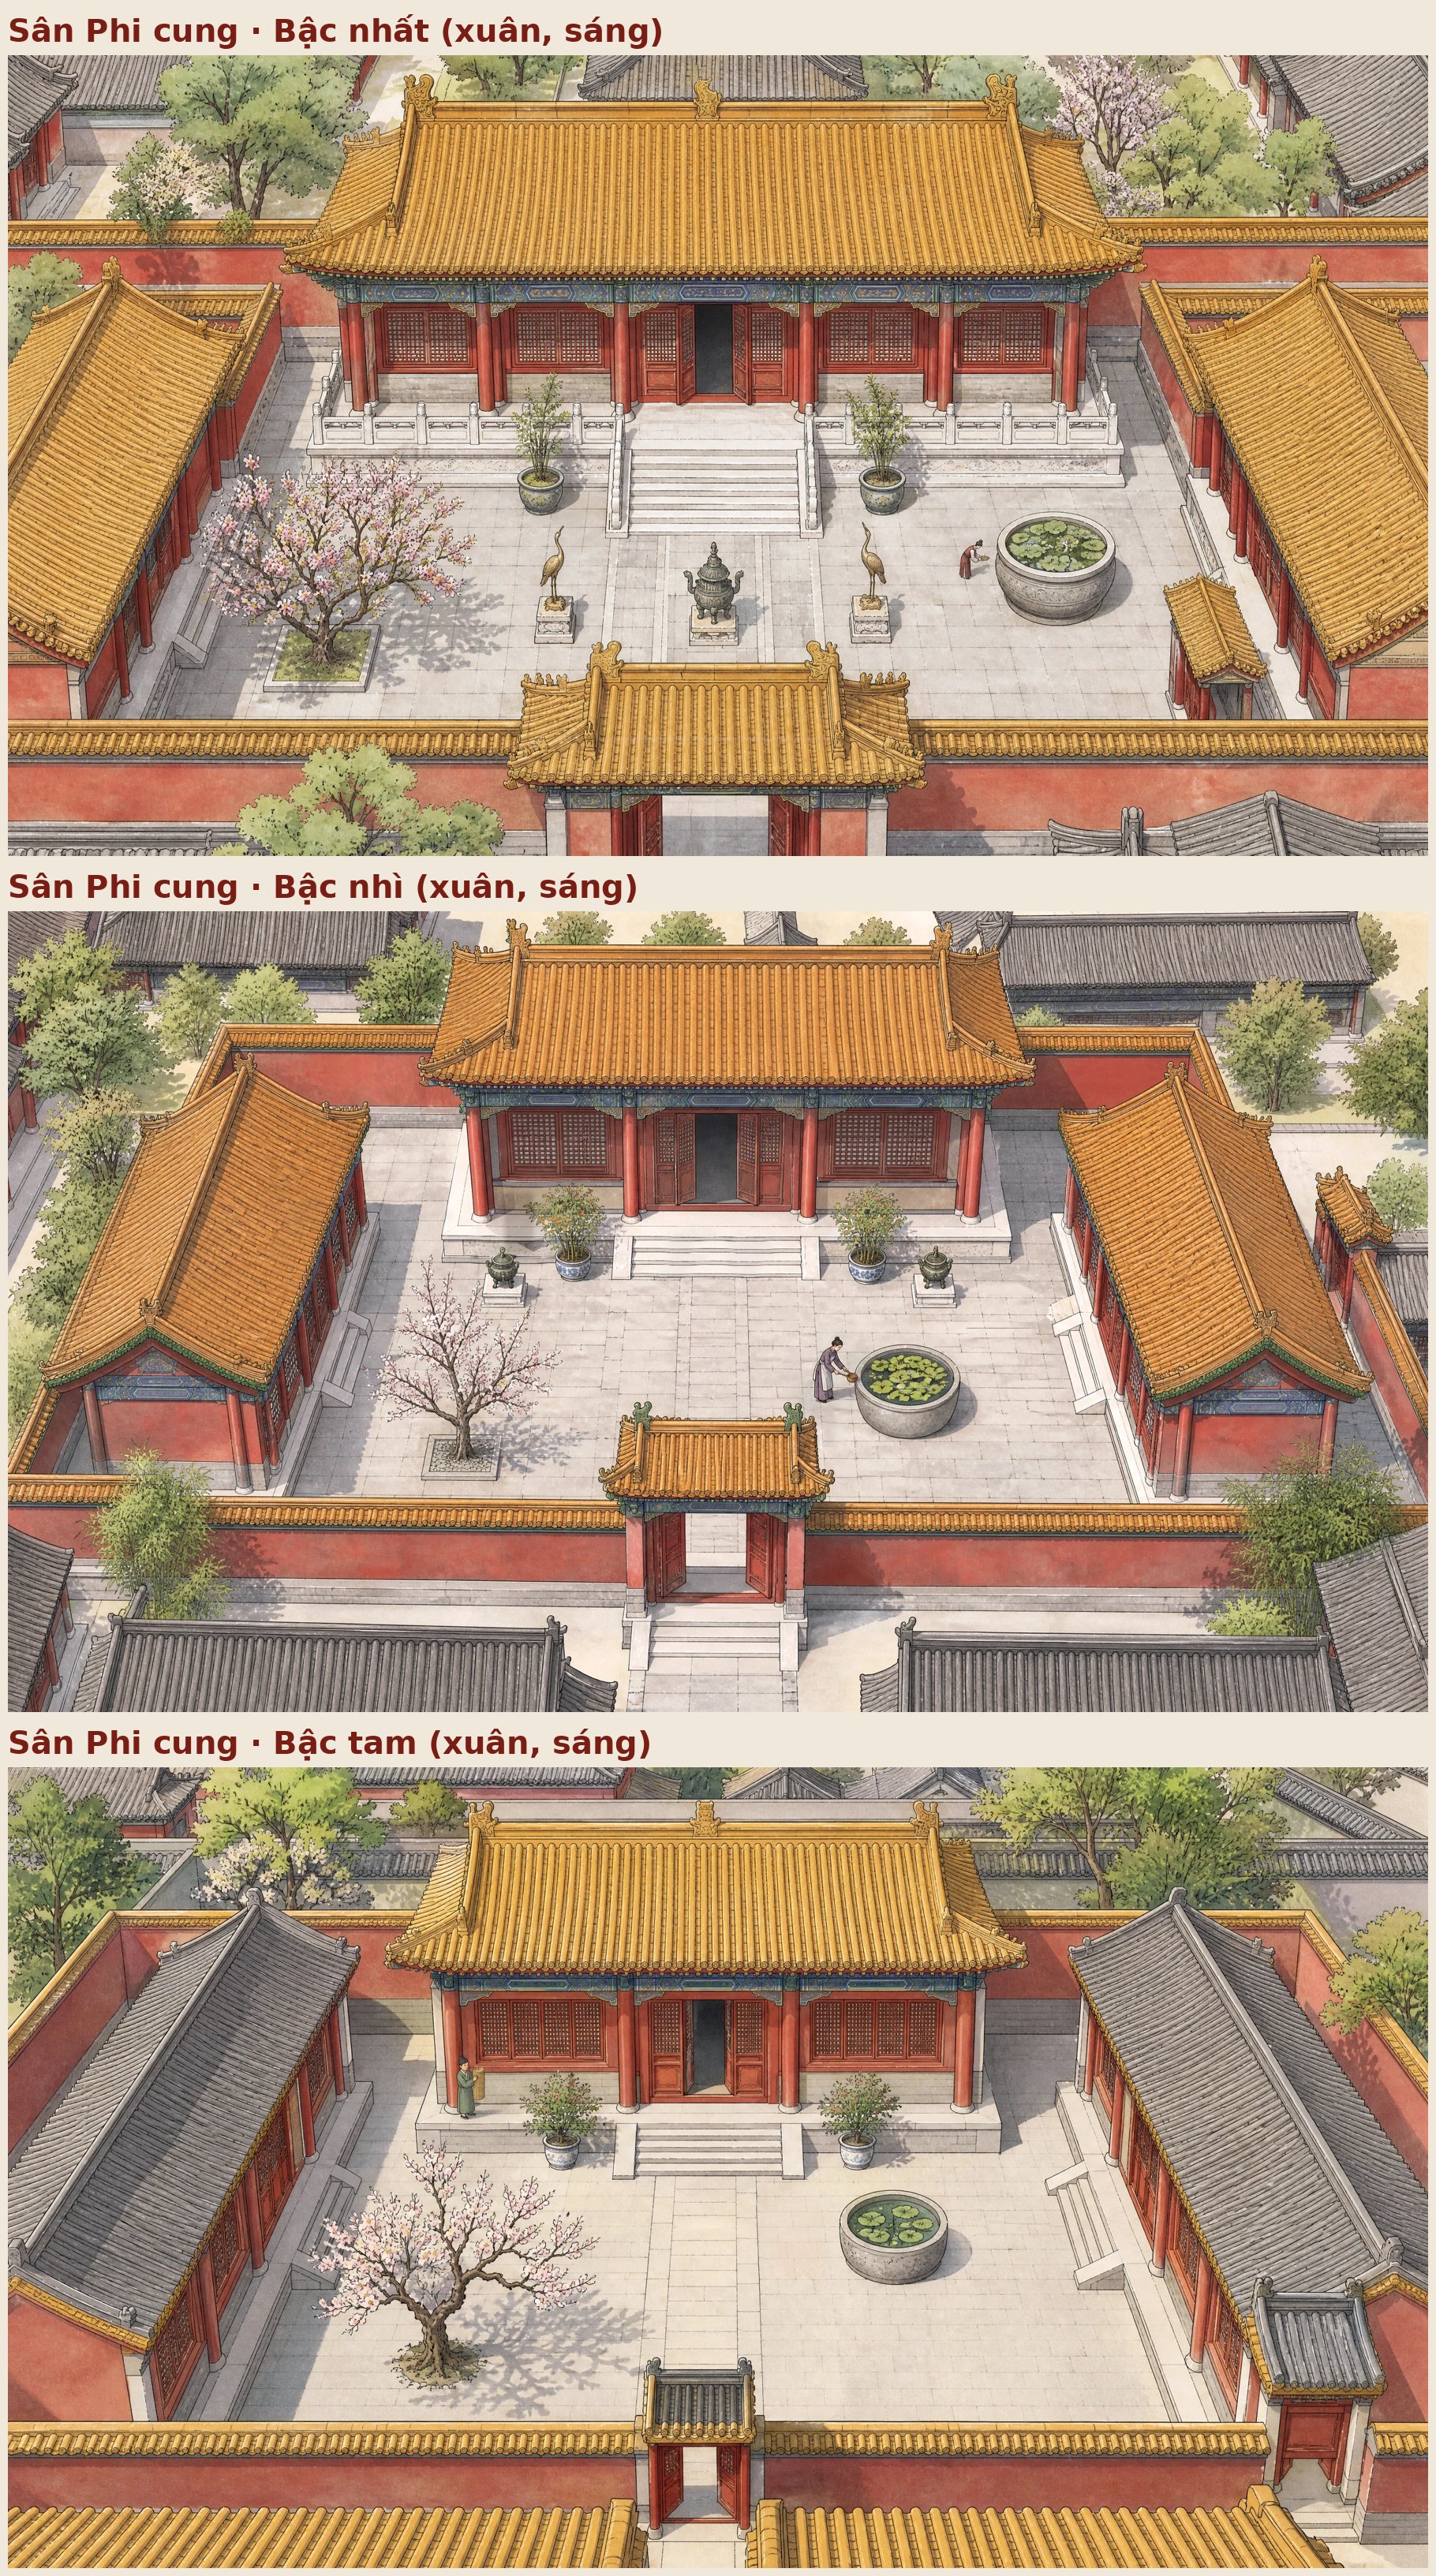 Sân Phi cung · Bậc nhất (xuân, sáng)
Sân Phi cung · Bậc nhì (xuân, sáng)
Sân Phi cung · Bậc tam (xuân, sáng)